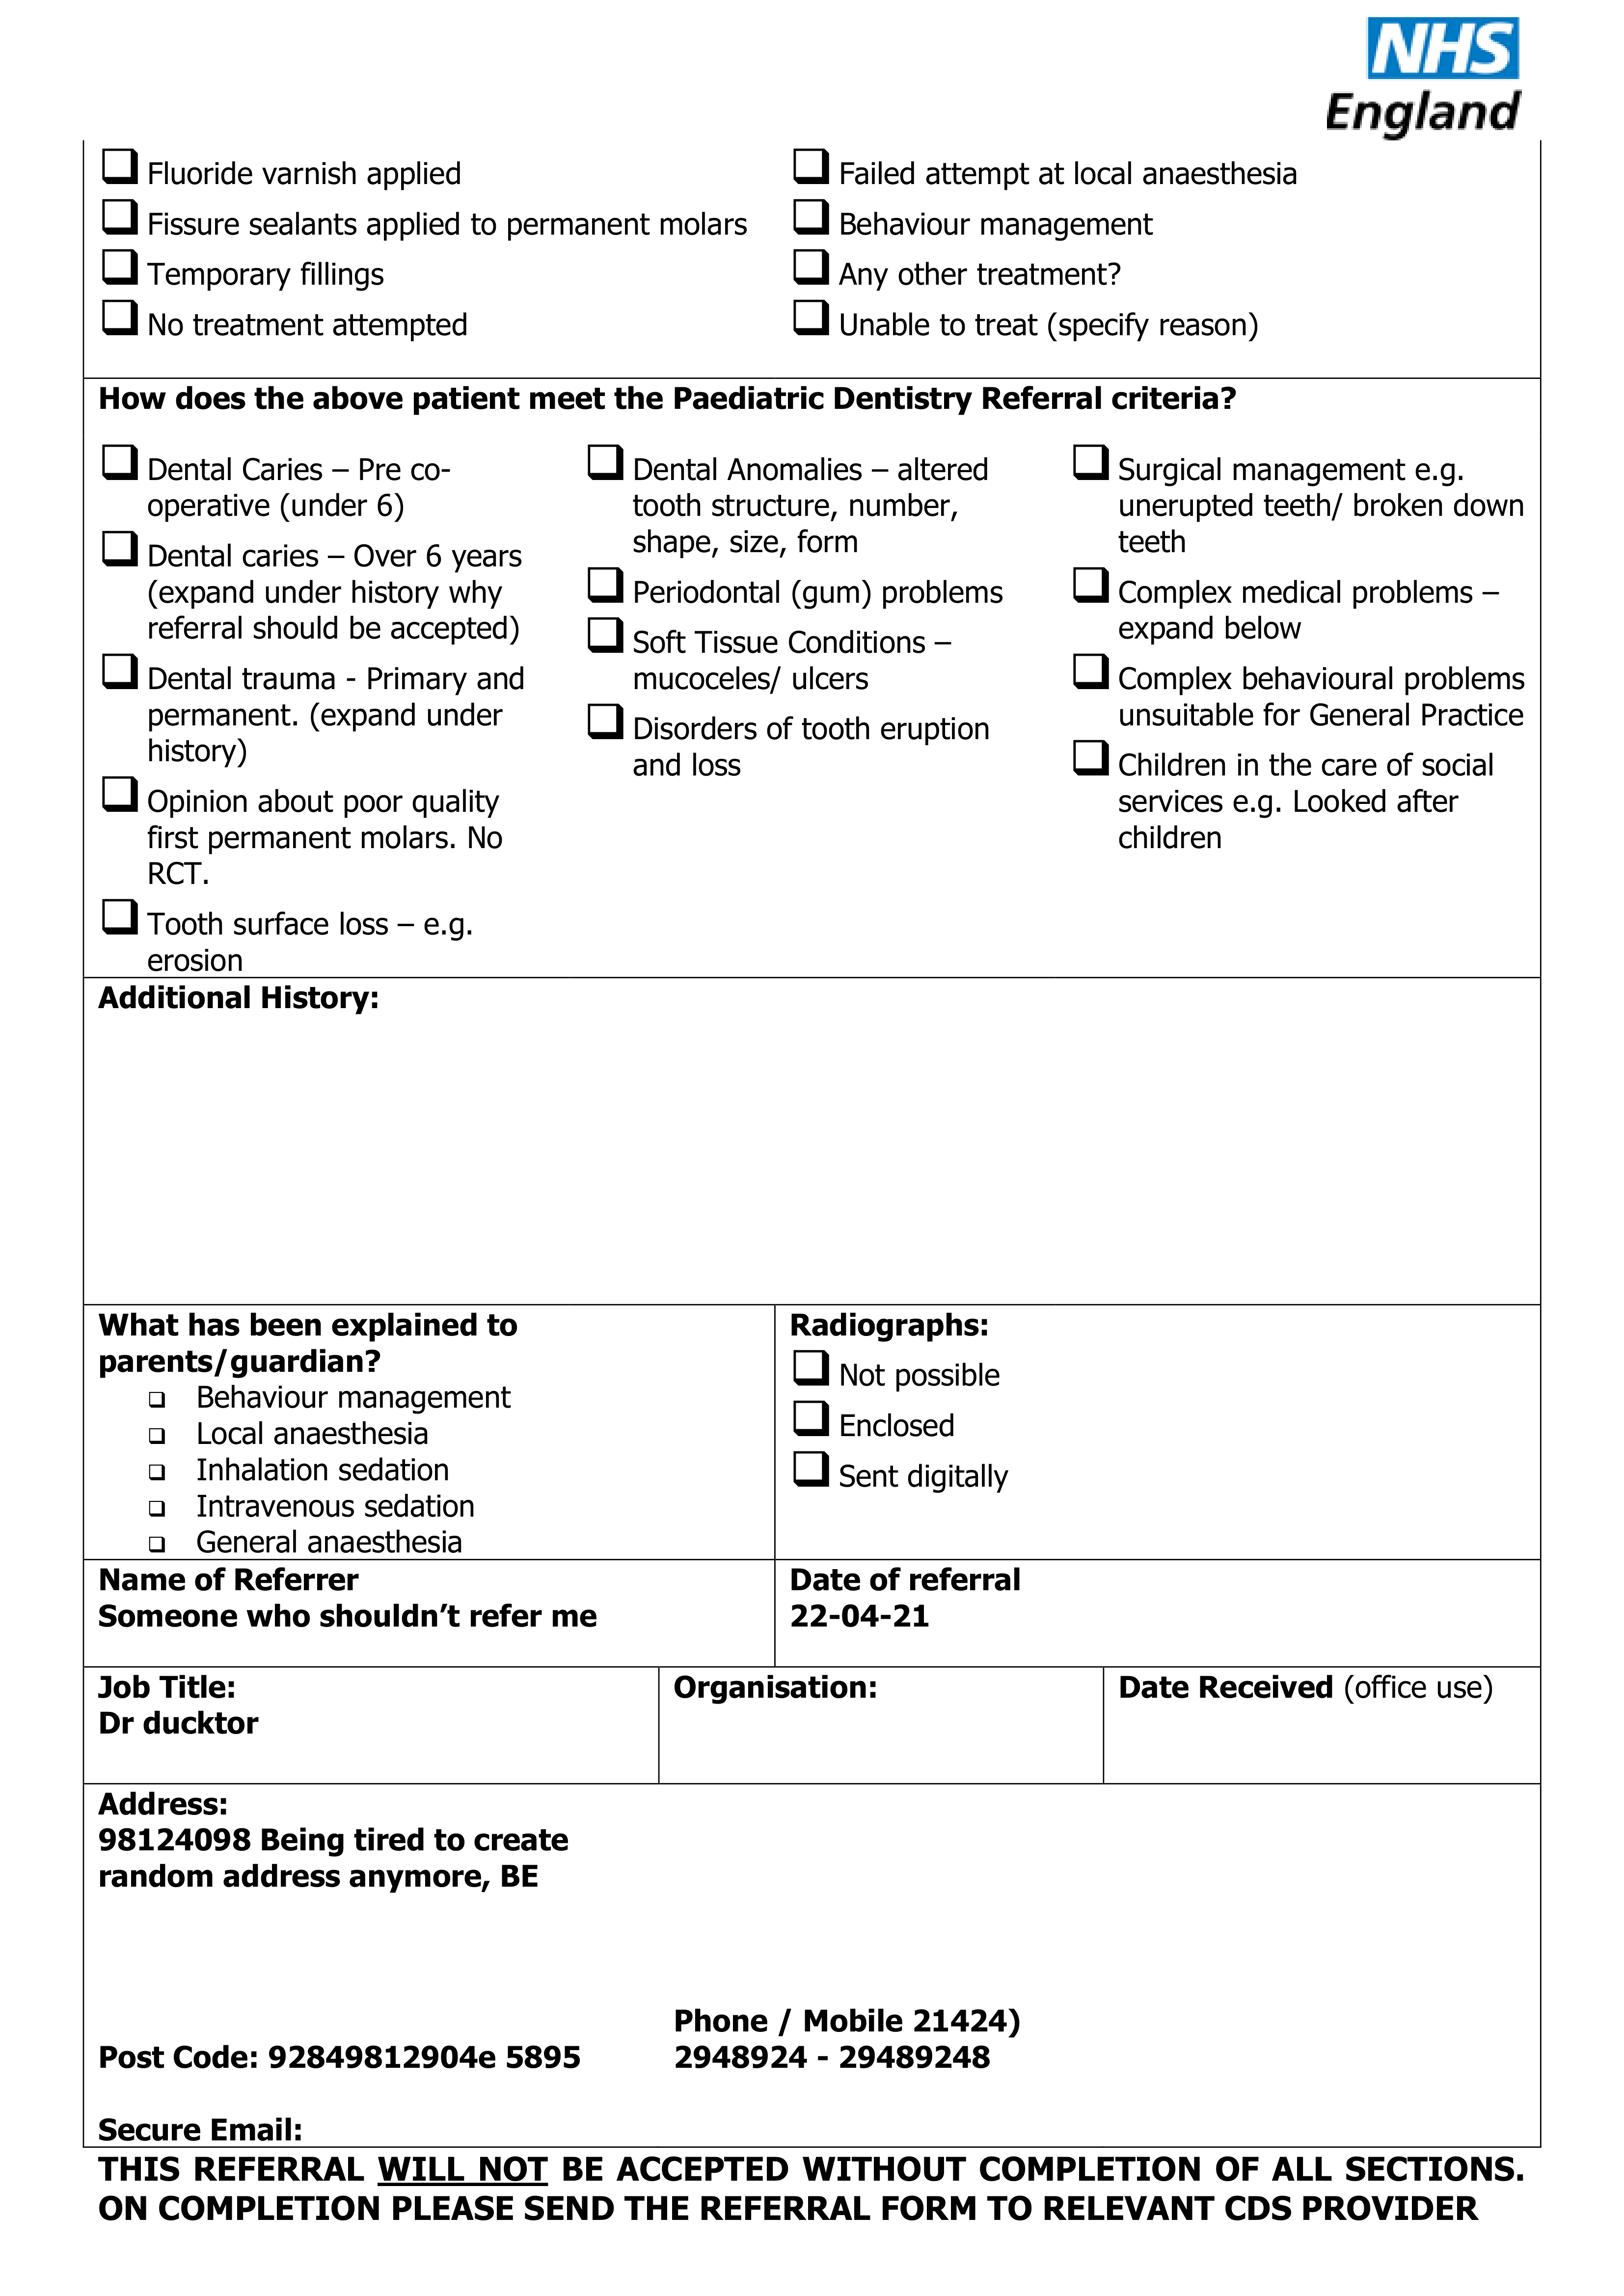 NHS
England
Fluoride varnish applied
Fissure sealants applied to permanent molars
Temporary fillings
No treatment attempted
Failed attempt at local anaesthesia
Behaviour management
Any other treatment?
Unable to treat (specify reason)
How does the above patient meet the Paediatric Dentistry Referral criteria?
Dental Caries – Pre co-
operative (under 6)
Dental caries – Over 6 years
(expand under history why
referral should be accepted)
Dental trauma - Primary and
permanent. (expand under
history)
Opinion about poor quality
first permanent molars. No
RCT.
Tooth surface loss – e.g.
erosion
Dental Anomalies – altered
tooth structure, number,
shape, size, form
Periodontal (gum) problems
Soft Tissue Conditions –
mucoceles/ ulcers
Disorders of tooth eruption
and loss
Surgical management e.g.
unerupted teeth/ broken down
teeth
Complex medical problems –
expand below
Complex behavioural problems
unsuitable for General Practice
Children in the care of social
services e.g. Looked after
children
Additional History:
What has been explained to
parents/guardian?
Behaviour management
Local anaesthesia
Inhalation sedation
Intravenous sedation
General anaesthesia
Radiographs:
Not possible
Enclosed
Sent digitally
Name of Referrer
Someone who shouldn’t refer me
Date of referral
22-04-21
Job Title:
Dr ducktor
Organisation:
Date Received (office use)
Address:
98124098 Being tired to create
random address anymore, BE
Post Code: 92849812904e 5895
Phone / Mobile 21424)
2948924 - 29489248
Secure Email:
THIS REFERRAL WILL NOT BE ACCEPTED WITHOUT COMPLETION OF ALL SECTIONS.
ON COMPLETION PLEASE SEND THE REFERRAL FORM TO RELEVANT CDS PROVIDER